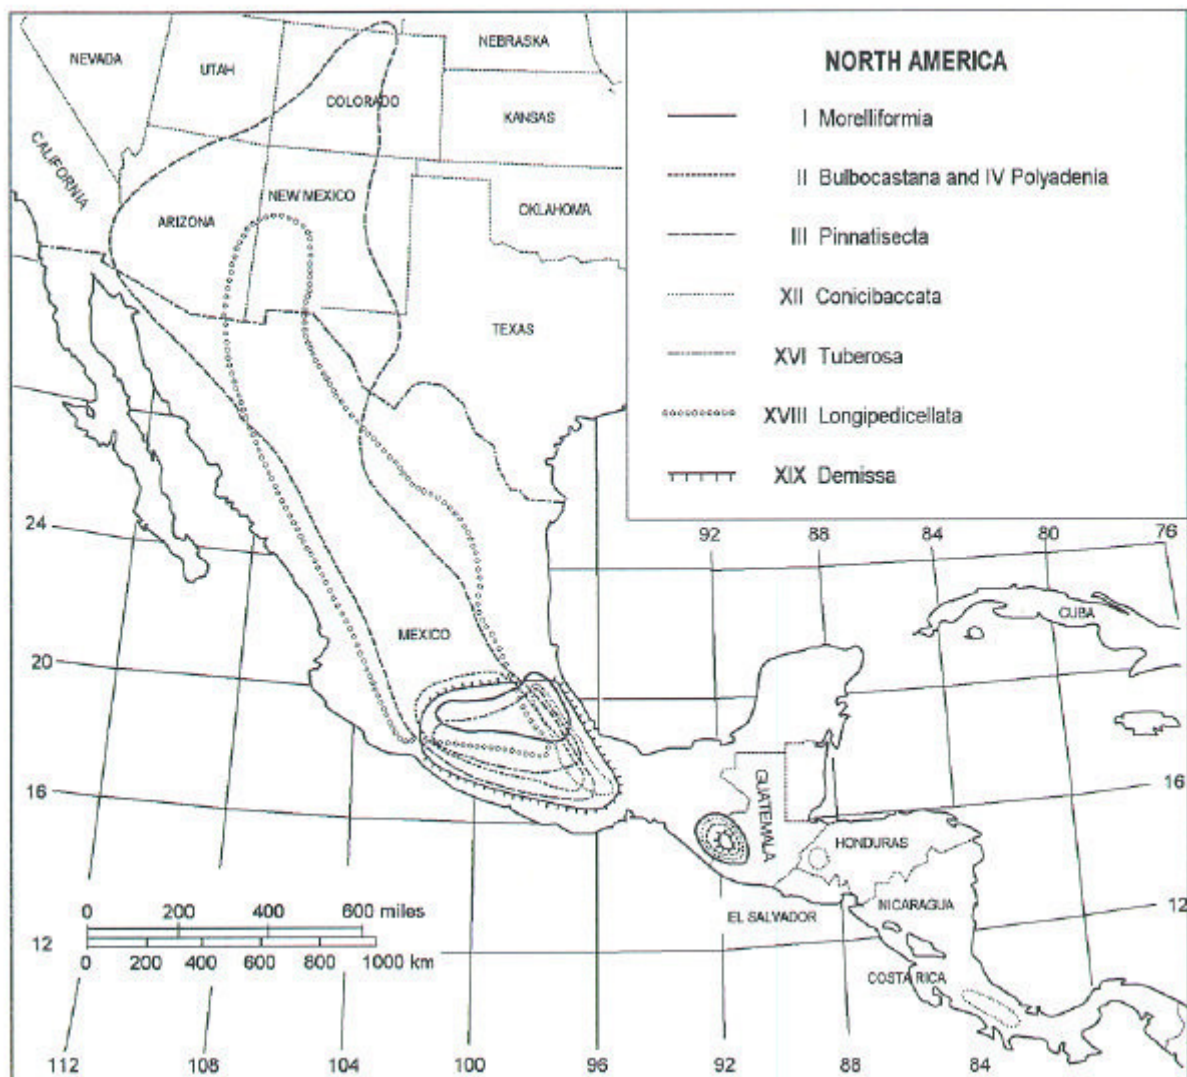 NORTH AMERICA
I Morelliformia
II Bulbocastana and IV Polyadenia
III Pinnatisecta
XII Conicibaccata
XVI Tuberosa
XVIII Longipedicellata
XIX Demissa
NEVADA
UTAH
COLORADO
NEBRASKA
KANSAS
CALIFORNIA
ARIZONA
NEW MEXICO
OKLAHOMA
TEXAS
MEXICO
CUBA
GUATEMALA
HONDURAS
EL SALVADOR
NICARAGUA
COSTA RICA
92 88 84 80 76
24
20
16
12
16
12
0 200 400 600 miles
0 200 400 600 800 1000 km
112 108 104 100 96 92 88 84